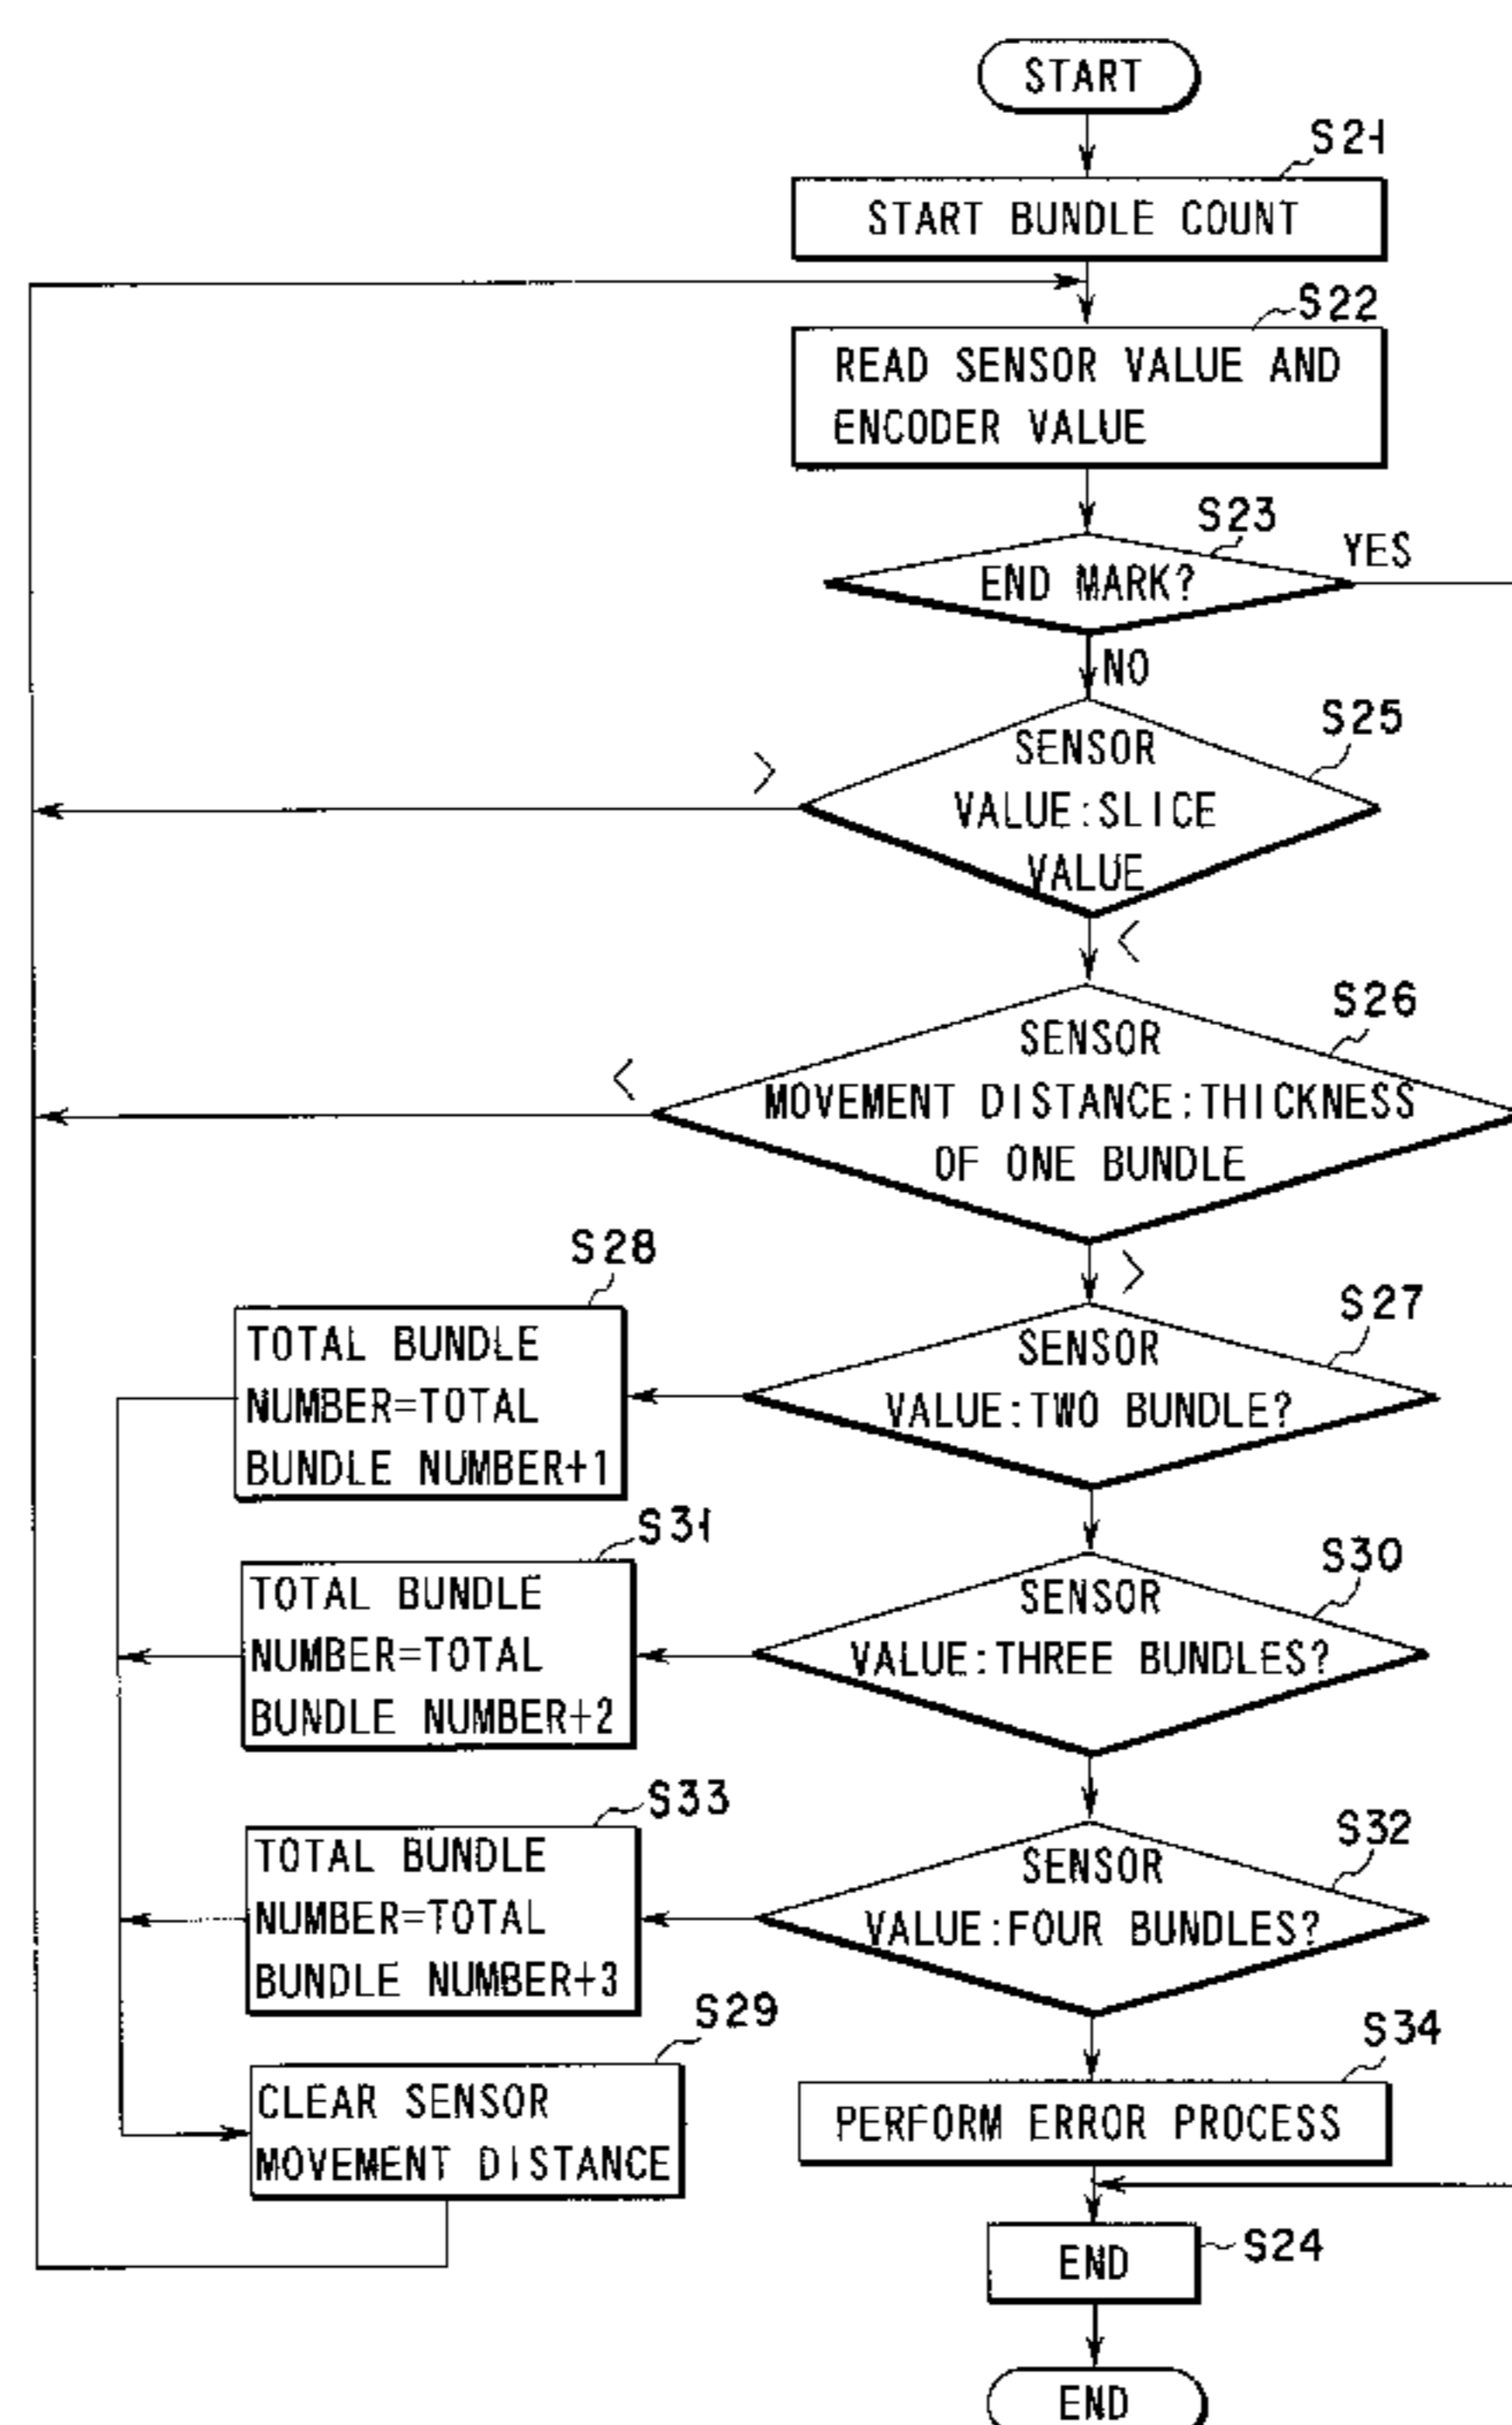 START
S21
START BUNDLE COUNT
S22
READ SENSOR VALUE AND
ENCODER VALUE
S23
END MARK?
YES
NO
S25
SENSOR
VALUE:SLICE
VALUE
>
<
S26
SENSOR
MOVEMENT DISTANCE:THICKNESS
OF ONE BUNDLE
<
>
S27
SENSOR
VALUE:TWO BUNDLE?
S28
TOTAL BUNDLE
NUMBER=TOTAL
BUNDLE NUMBER+1
S30
SENSOR
VALUE:THREE BUNDLES?
S31
TOTAL BUNDLE
NUMBER=TOTAL
BUNDLE NUMBER+2
S32
SENSOR
VALUE:FOUR BUNDLES?
S33
TOTAL BUNDLE
NUMBER=TOTAL
BUNDLE NUMBER+3
S29
CLEAR SENSOR
MOVEMENT DISTANCE
S34
PERFORM ERROR PROCESS
END
S24
END